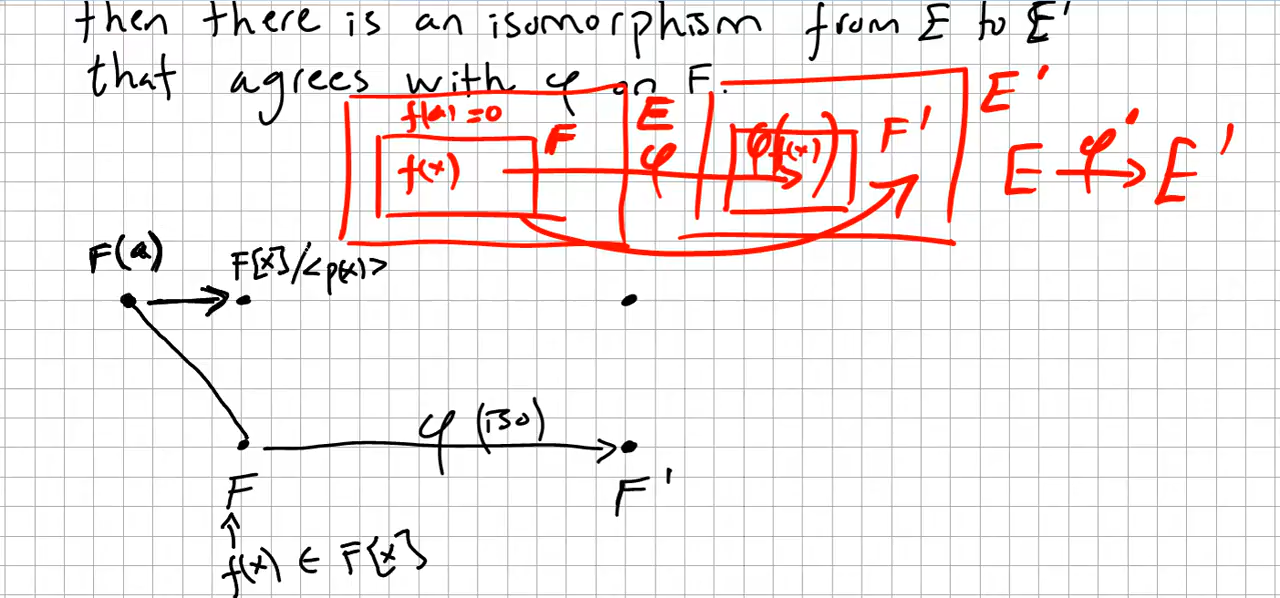 then there is an isomorphism from E to E'
that agrees with φ on F.
f(a) = 0
F
E
f(x)
φ
φ(f(x))
F'
E'
E φ' E'
F(a)
F[x]/<p(x)>
φ (iso)
F
F'
f(x) ∈ F[x]